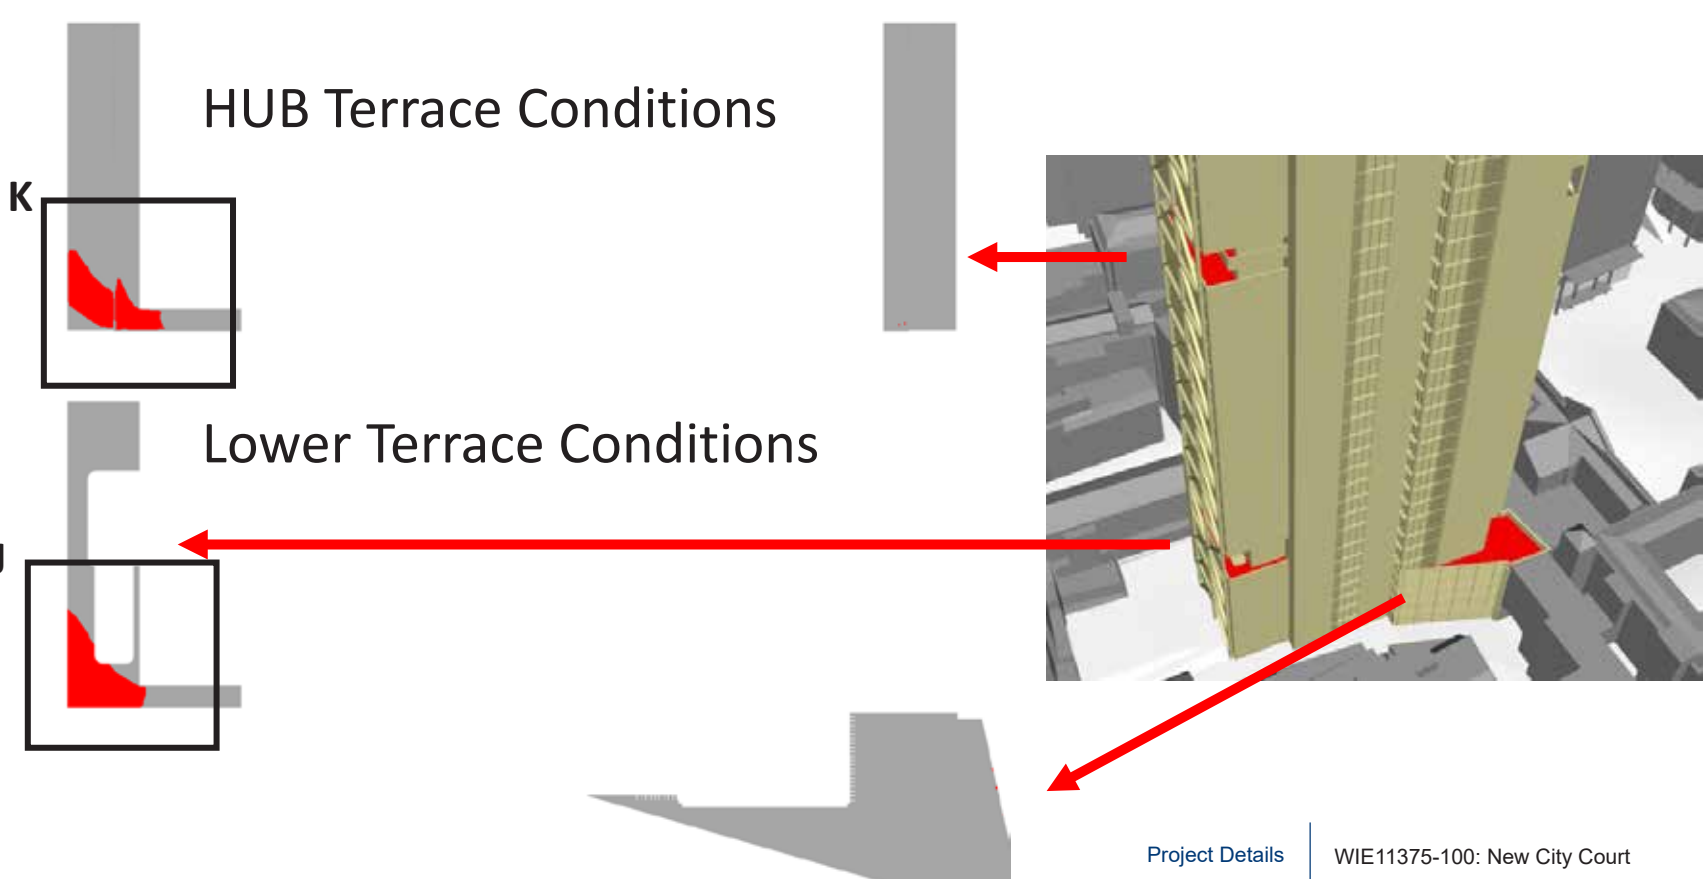 HUB Terrace Conditions
K
Lower Terrace Conditions
Project Details
WIE11375-100: New City Court